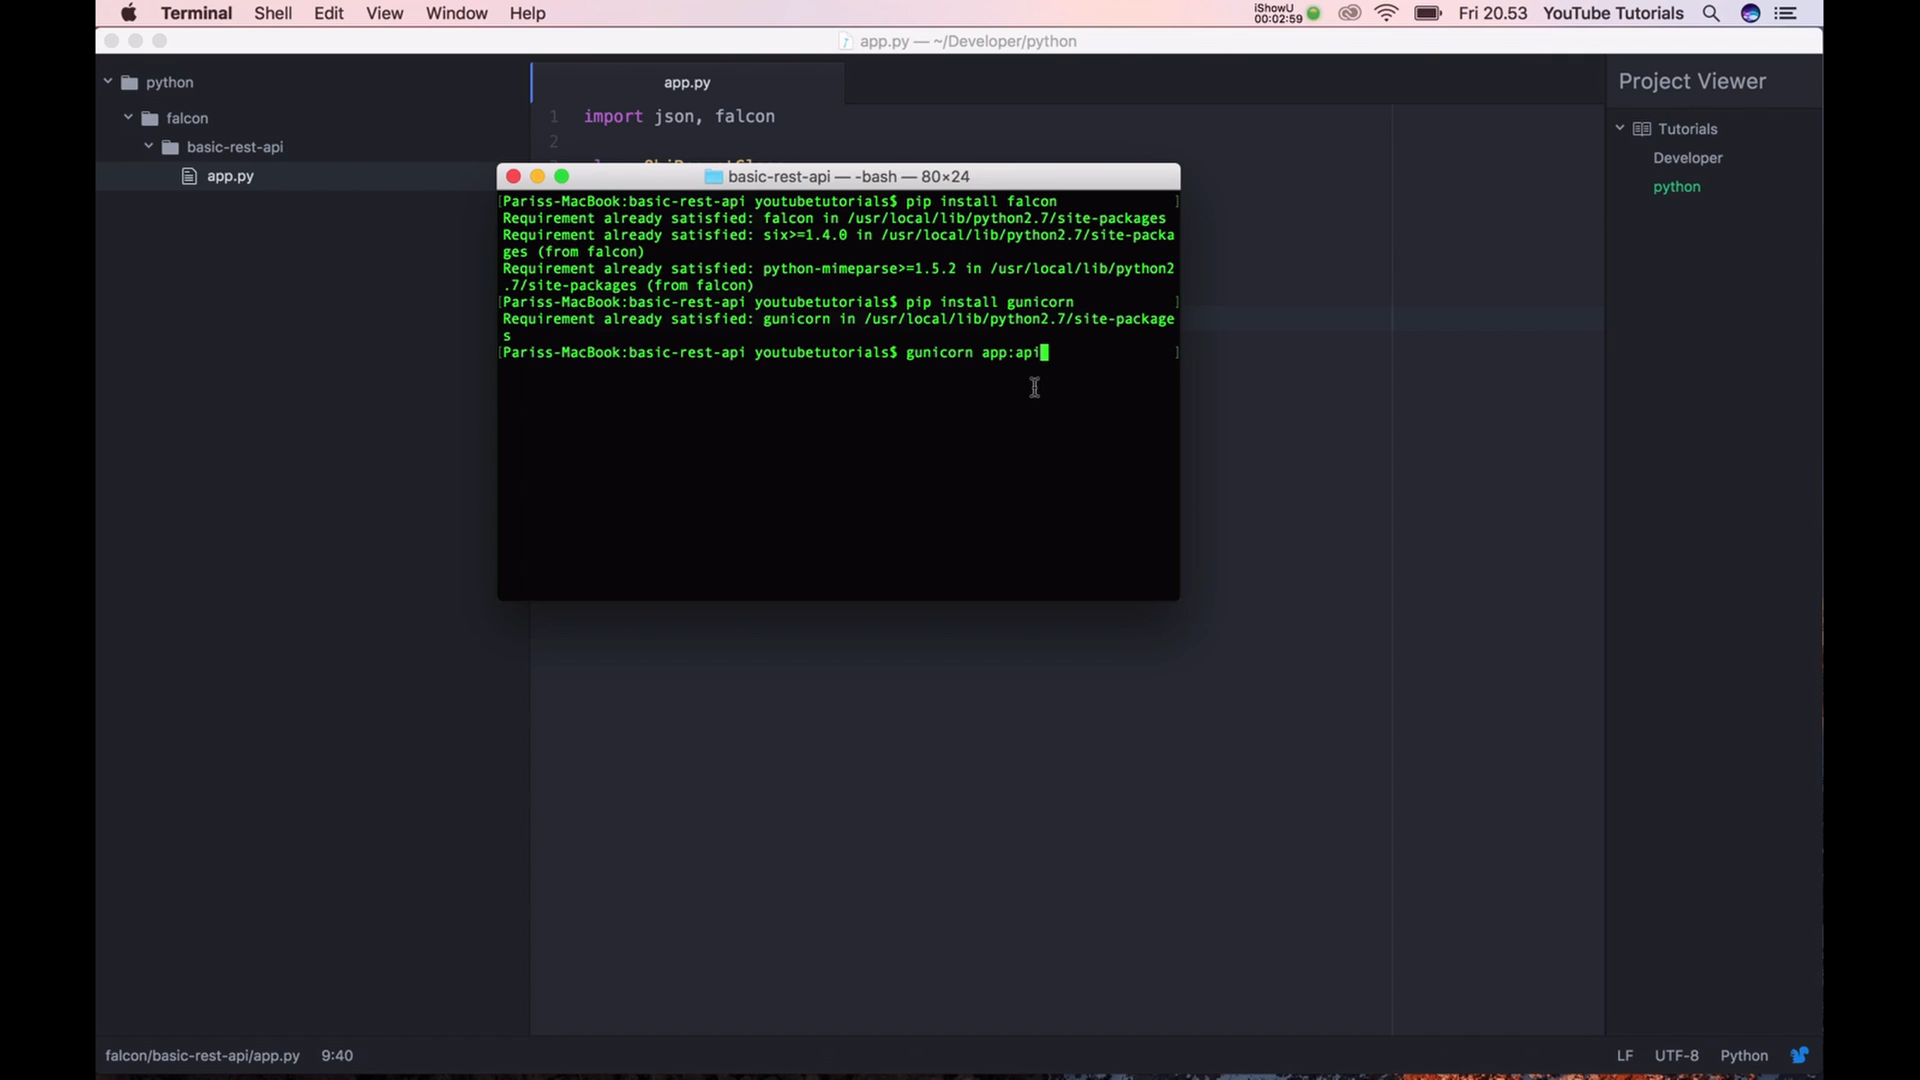 Terminal Shell Edit View Window Help
iShowU
00:02:59
Fri 20.53 YouTube Tutorials
app.py — ~/Developer/python
python
falcon
basic-rest-api
app.py
app.py
1 import json, falcon
2
basic-rest-api — -bash — 80×24
[Pariss-MacBook:basic-rest-api youtubetutorials$ pip install falcon ]
Requirement already satisfied: falcon in /usr/local/lib/python2.7/site-packages
Requirement already satisfied: six>=1.4.0 in /usr/local/lib/python2.7/site-packa
ges (from falcon)
Requirement already satisfied: python-mimeparse>=1.5.2 in /usr/local/lib/python2
.7/site-packages (from falcon)
[Pariss-MacBook:basic-rest-api youtubetutorials$ pip install gunicorn ]
Requirement already satisfied: gunicorn in /usr/local/lib/python2.7/site-package
s
[Pariss-MacBook:basic-rest-api youtubetutorials$ gunicorn app:api ]
Project Viewer
Tutorials
Developer
python
falcon/basic-rest-api/app.py 9:40
LF UTF-8 Python